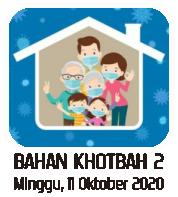 BAHAN KHOTBAH 2
Minggu, 11 Oktober 2020